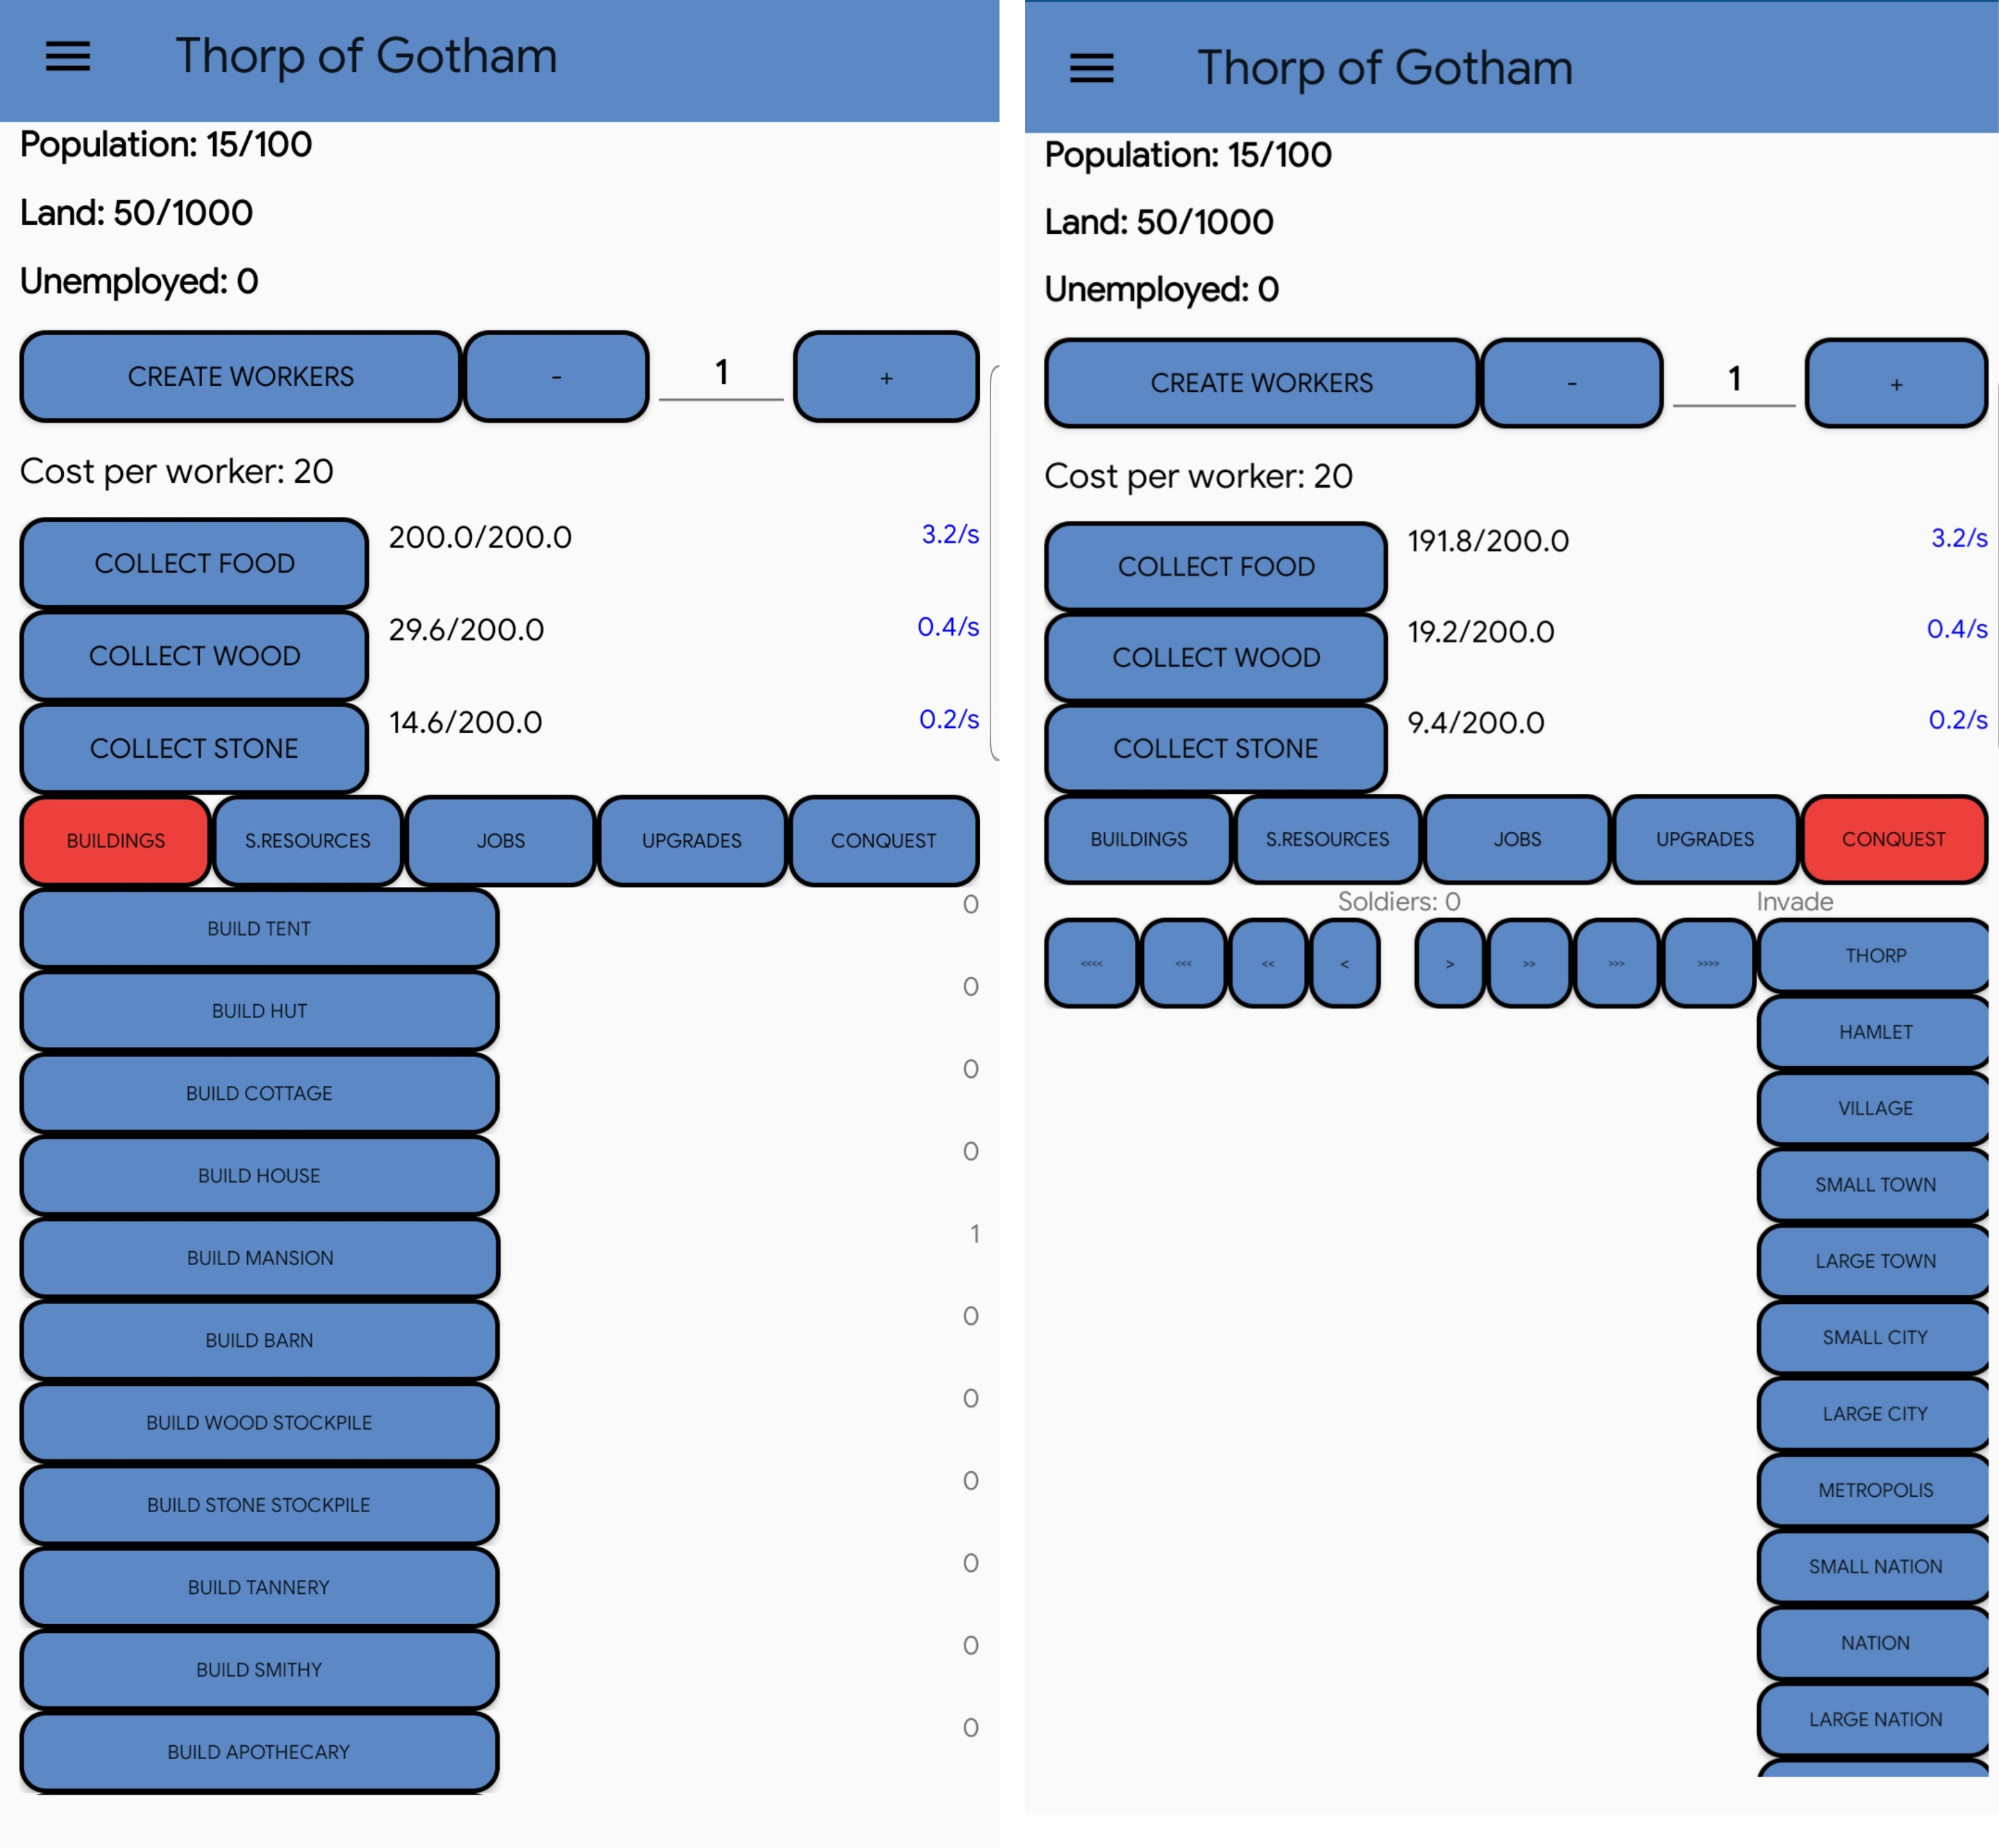 Thorp of Gotham
Population: 15/100
Land: 50/1000
Unemployed: 0
CREATE WORKERS - 1 +
Cost per worker: 20
COLLECT FOOD 200.0/200.0 3.2/s
COLLECT WOOD 29.6/200.0 0.4/s
COLLECT STONE 14.6/200.0 0.2/s
BUILDINGS S.RESOURCES JOBS UPGRADES CONQUEST
BUILD TENT 0
BUILD HUT 0
BUILD COTTAGE 0
BUILD HOUSE 0
BUILD MANSION 1
BUILD BARN 0
BUILD WOOD STOCKPILE 0
BUILD STONE STOCKPILE 0
BUILD TANNERY 0
BUILD SMITHY 0
BUILD APOTHECARY 0
Thorp of Gotham
Population: 15/100
Land: 50/1000
Unemployed: 0
CREATE WORKERS - 1 +
Cost per worker: 20
COLLECT FOOD 191.8/200.0 3.2/s
COLLECT WOOD 19.2/200.0 0.4/s
COLLECT STONE 9.4/200.0 0.2/s
BUILDINGS S.RESOURCES JOBS UPGRADES CONQUEST
Soldiers: 0 Invade
<<<< <<< << < > >> >>> >>>> THORP
HAMLET
VILLAGE
SMALL TOWN
LARGE TOWN
SMALL CITY
LARGE CITY
METROPOLIS
SMALL NATION
NATION
LARGE NATION